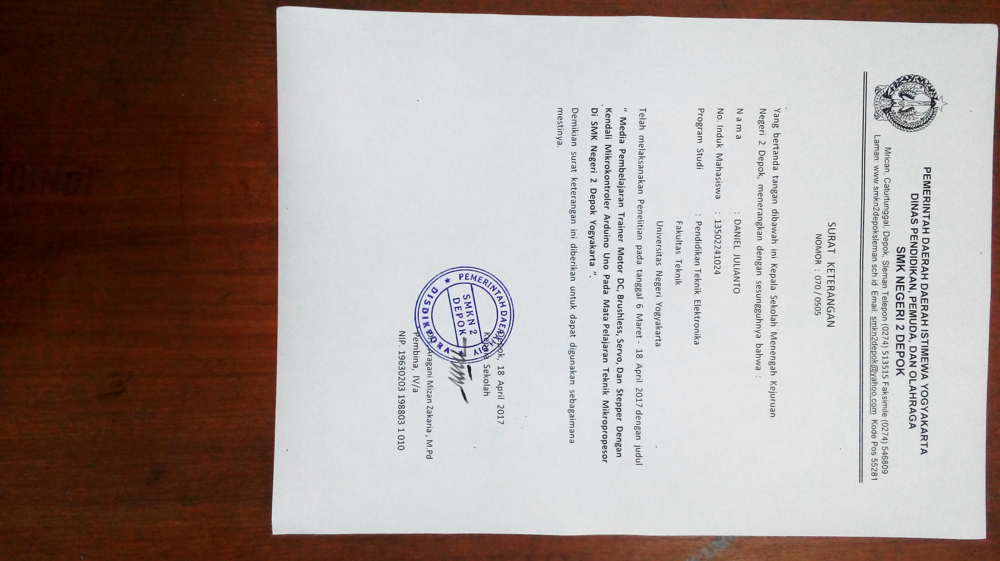 PEMERINTAH DAERAH DAERAH ISTIMEWA YOGYAKARTA
DINAS PENDIDIKAN, PEMUDA, DAN OLAHRAGA
SMK NEGERI 2 DEPOK
Mrican, Caturtunggal, Depok, Sleman Telepon (0274) 513515 Faksimile (0274) 546809
Laman: www.smkn2depoksleman.sch.id Email: smkn2depok@yahoo.com Kode Pos 55281
SURAT KETERANGAN
NOMOR : 070 / 0505
Yang bertanda tangan dibawah ini Kepala Sekolah Menengah Kejuruan
Negeri 2 Depok, menerangkan dengan sesungguhnya bahwa :
N a m a : DANIEL JULIANTO
No. Induk Mahasiswa : 13502241024
Program Studi : Pendidikan Teknik Elektronika
Fakultas Teknik
Universitas Negeri Yogyakarta
Telah melaksanakan Penelitian pada tanggal 6 Maret - 18 April 2017 dengan judul
“ Media Pembelajaran Trainer Motor DC, Brushless, Servo, Dan Stepper Dengan
Kendali Mikrokontroler Arduino Uno Pada Mata Pelajaran Teknik Mikropropesor
Di SMK Negeri 2 Depok Yogyakarta “.
Demikian surat keterangan ini diberikan untuk dapat digunakan sebagaimana
mestinya.
Depok, 18 April 2017
Kepala Sekolah
PEMERINTAH DAERAH DIY
SMKN 2
DEPOK
DISDIKPORA
Drs. Aragani Mizan Zakaria , M.Pd
Pembina, IV/a
NIP. 19630203 198803 1 010